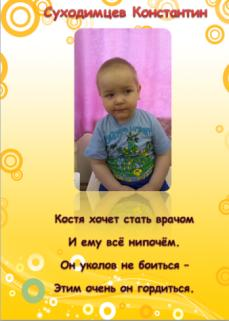 Суходимцев Константин
Костя хочет стать врачом
И ему всё нипочём.
Он уколов не боиться –
Этим очень он гордиться.